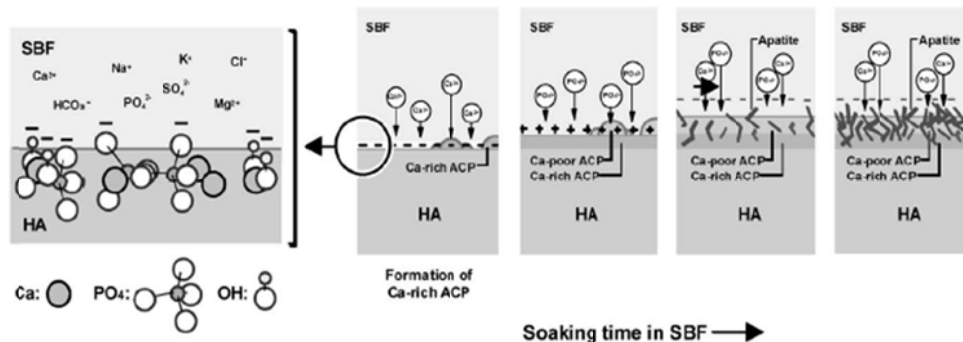 SBF
Ca²⁺
Na⁺
K⁺
Cl⁻
HCO₃⁻
PO₄³⁻
SO₄²⁻
Mg²⁺
HA
Ca:
PO₄:
OH:
SBF
Ca²⁺
Ca²⁺
Ca²⁺
Ca²⁺
Ca-rich ACP
HA
Formation of
Ca-rich ACP
SBF
PO₄³⁻
PO₄³⁻
PO₄³⁻
PO₄³⁻
Ca-poor ACP
Ca-rich ACP
HA
SBF
Apatite
PO₄³⁻
Ca²⁺
Ca²⁺
PO₄³⁻
Ca-poor ACP
Ca-rich ACP
HA
SBF
Apatite
PO₄³⁻
Ca²⁺
Ca²⁺
PO₄³⁻
Ca-poor ACP
Ca-rich ACP
HA
Soaking time in SBF